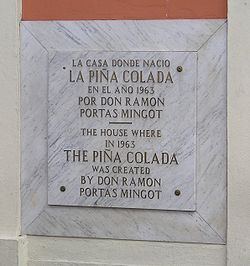 LA CASA DONDE NACIO
LA PIÑA COLADA
EN EL AÑO 1963
POR DON RAMON
PORTAS MINGOT
THE HOUSE WHERE
IN 1963
THE PIÑA COLADA
WAS CREATED
BY DON RAMON
PORTAS MINGOT